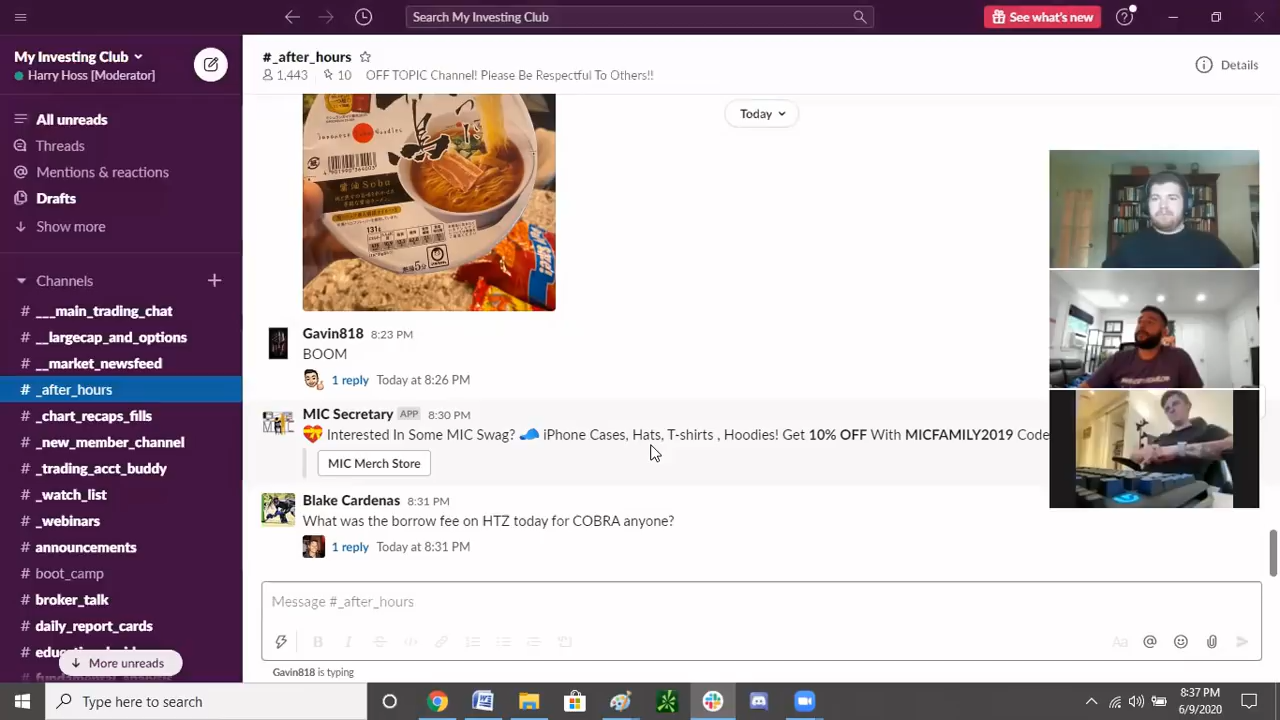 Search My Investing Club
See what's new
My Investing Club
Harry Hoss [Moderator]
All unreads
Threads
Mentions & reactions
Drafts
Show more
Channels
# ___main_trading_chat
# __largecap_and_options
# __market_newsfeed
# _after_hours
# _chart_recaps_fills
# _new_member_channel
# _trading_acct_buddy
# _watch_list
# _webinars
# announcements
# boot_camp
# broker_talk
# daily_report_cards
More unreads
#_after_hours
1,443
10
OFF TOPIC Channel! Please Be Respectful To Others!!
Details
Today
Soba
131g
5分
Gavin818 8:23 PM
BOOM
1 reply Today at 8:26 PM
MIC Secretary APP 8:30 PM
Interested In Some MIC Swag? iPhone Cases, Hats, T-shirts , Hoodies! Get 10% OFF With MICFAMILY2019 Code
MIC Merch Store
Blake Cardenas 8:31 PM
What was the borrow fee on HTZ today for COBRA anyone?
1 reply Today at 8:31 PM
Message #_after_hours
B I S
Aa @
Gavin818 is typing
Type here to search
8:37 PM
6/9/2020